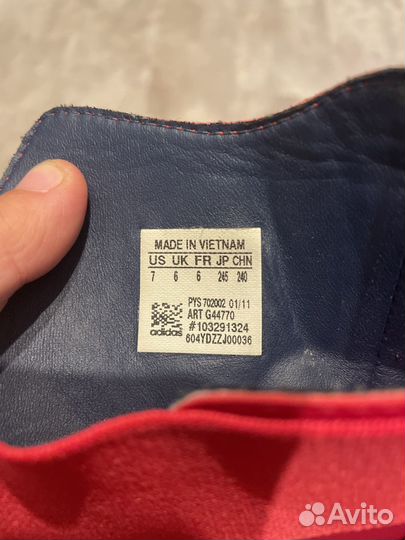 MADE IN VIETNAM
US UK FR JP CHN
7 6 6 245 240
PYS 702002 01/11
ART G44770
#103291324
604YDZZJ00036
adidas
Avito